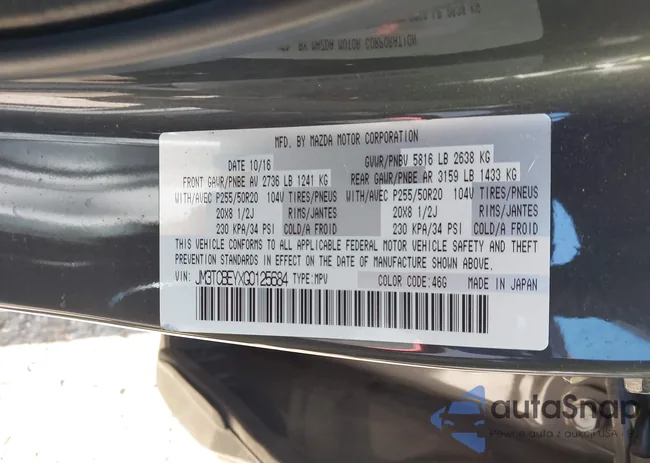 MFD. BY MAZDA MOTOR CORPORATION
DATE 10/16 GVWR/PNBV 5816 LB 2638 KG
FRONT GAWR/PNBE AV 2736 LB 1241 KG REAR GAWR/PNBE AR 3159 LB 1433 KG
WITH/AVEC P255/50R20 104V TIRES/PNEUS WITH/AVEC P255/50R20 104V TIRES/PNEUS
20X8 1/2J RIMS/JANTES 20X8 1/2J RIMS/JANTES
230 KPA/34 PSI COLD/A FROID 230 KPA/34 PSI COLD/A FROID
THIS VEHICLE CONFORMS TO ALL APPLICABLE FEDERAL MOTOR VEHICLE SAFETY AND THEFT
PREVENTION STANDARDS IN EFFECT ON THE DATE OF MANUFACTURE SHOWN ABOVE.
VIN: JM3TCBEYXG0125684 TYPE:MPV COLOR CODE:46G MADE IN JAPAN
autaSnap
Pewne auta z aukcji USA